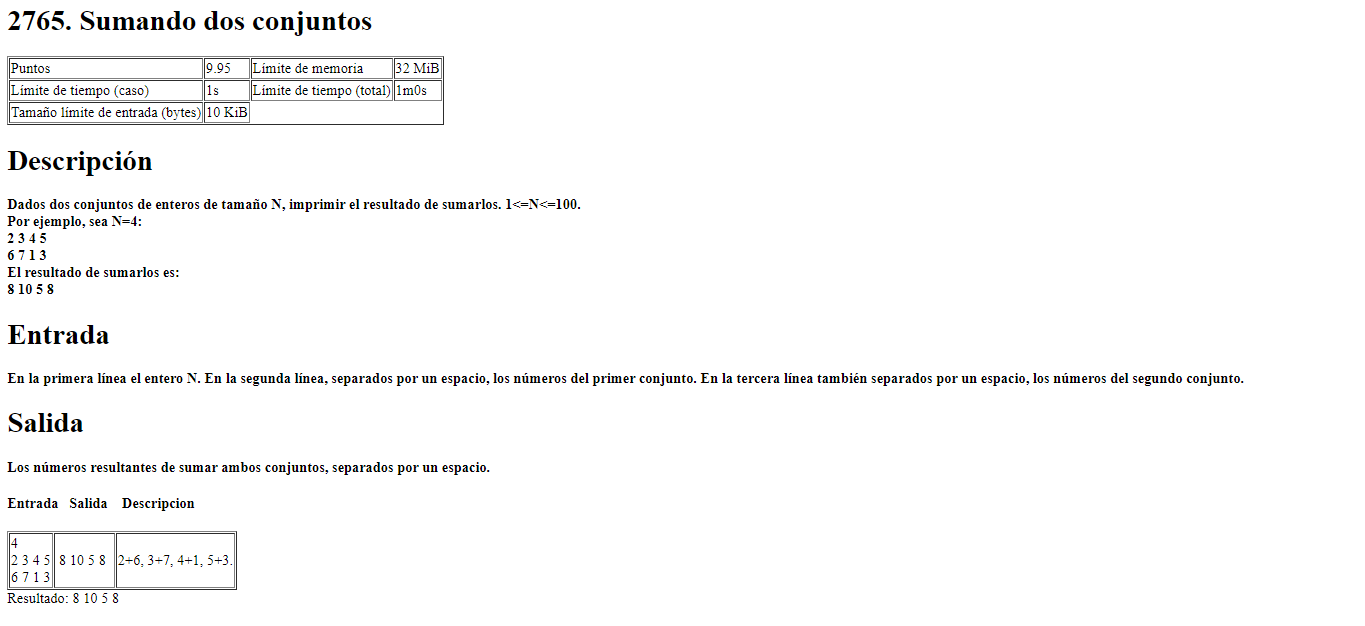 2765. Sumando dos conjuntos
Puntos 9.95 Límite de memoria 32 MiB
Límite de tiempo (caso) 1s Límite de tiempo (total) 1m0s
Tamaño límite de entrada (bytes) 10 KiB
Descripción
Dados dos conjuntos de enteros de tamaño N, imprimir el resultado de sumarlos. 1<=N<=100.
Por ejemplo, sea N=4:
2 3 4 5
6 7 1 3
El resultado de sumarlos es:
8 10 5 8
Entrada
En la primera línea el entero N. En la segunda línea, separados por un espacio, los números del primer conjunto. En la tercera línea también separados por un espacio, los números del segundo conjunto.
Salida
Los números resultantes de sumar ambos conjuntos, separados por un espacio.
Entrada Salida Descripcion
4
2 3 4 5 8 10 5 8 2+6, 3+7, 4+1, 5+3.
6 7 1 3
Resultado: 8 10 5 8